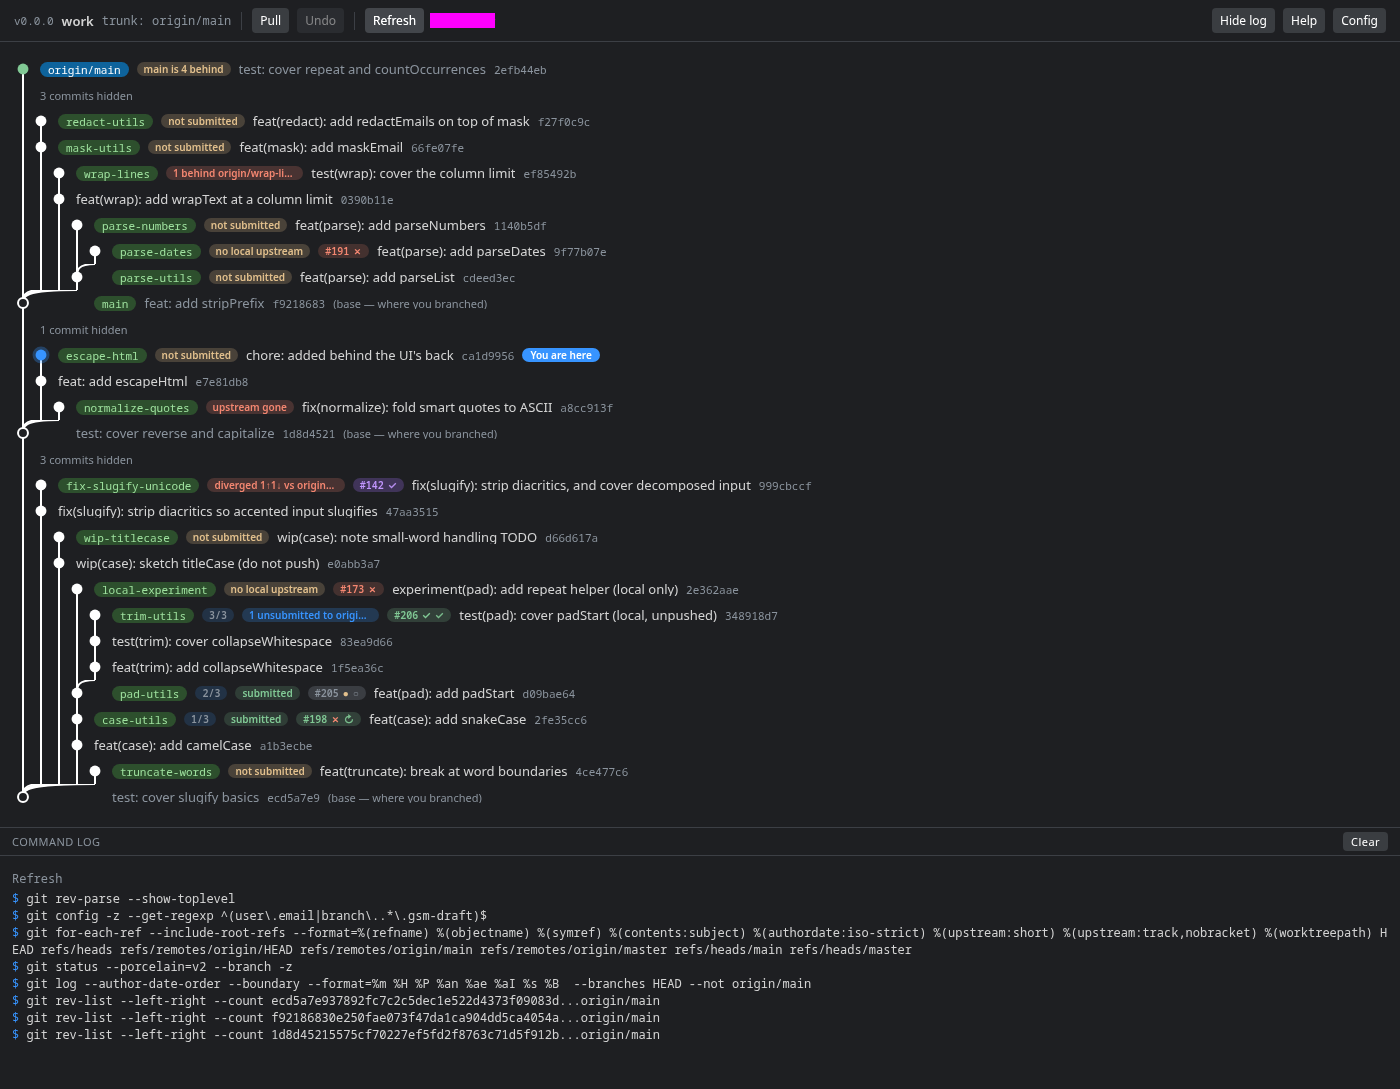 v0.0.0 work trunk: origin/main Pull Undo Refresh Hide log Help Config
origin/main main is 4 behind test: cover repeat and countOccurrences 2efb44eb
3 commits hidden
redact-utils not submitted feat(redact): add redactEmails on top of mask f27f0c9c
mask-utils not submitted feat(mask): add maskEmail 66fe07fe
wrap-lines 1 behind origin/wrap-li... test(wrap): cover the column limit ef85492b
feat(wrap): add wrapText at a column limit 0390b11e
parse-numbers not submitted feat(parse): add parseNumbers 1140b5df
parse-dates no local upstream #191 × feat(parse): add parseDates 9f77b07e
parse-utils not submitted feat(parse): add parseList cdeed3ec
main feat: add stripPrefix f9218683 (base — where you branched)
1 commit hidden
escape-html not submitted chore: added behind the UI's back ca1d9956 You are here
feat: add escapeHtml e7e81db8
normalize-quotes upstream gone fix(normalize): fold smart quotes to ASCII a8cc913f
test: cover reverse and capitalize 1d8d4521 (base — where you branched)
3 commits hidden
fix-slugify-unicode diverged 1↑1↓ vs origin... #142 ✓ fix(slugify): strip diacritics, and cover decomposed input 999cbccf
fix(slugify): strip diacritics so accented input slugifies 47aa3515
wip-titlecase not submitted wip(case): note small-word handling TODO d66d617a
wip(case): sketch titleCase (do not push) e0abb3a7
local-experiment no local upstream #173 × experiment(pad): add repeat helper (local only) 2e362aae
trim-utils 3/3 1 unsubmitted to origi... #206 ✓ ✓ test(pad): cover padStart (local, unpushed) 348918d7
test(trim): cover collapseWhitespace 83ea9d66
feat(trim): add collapseWhitespace 1f5ea36c
pad-utils 2/3 submitted #205 ● ○ feat(pad): add padStart d09bae64
case-utils 1/3 submitted #198 × ↻ feat(case): add snakeCase 2fe35cc6
feat(case): add camelCase a1b3ecbe
truncate-words not submitted feat(truncate): break at word boundaries 4ce477c6
test: cover slugify basics ecd5a7e9 (base — where you branched)
COMMAND LOG Clear
Refresh
$ git rev-parse --show-toplevel
$ git config -z --get-regexp ^(user\.email|branch\..*\.gsm-draft)$
$ git for-each-ref --include-root-refs --format=%(refname) %(objectname) %(symref) %(contents:subject) %(authordate:iso-strict) %(upstream:short) %(upstream:track,nobracket) %(worktreepath) H
EAD refs/heads refs/remotes/origin/HEAD refs/remotes/origin/main refs/remotes/origin/master refs/heads/main refs/heads/master
$ git status --porcelain=v2 --branch -z
$ git log --author-date-order --boundary --format=%m %H %P %an %ae %aI %s %B --branches HEAD --not origin/main
$ git rev-list --left-right --count ecd5a7e937892fc7c2c5dec1e522d4373f09083d...origin/main
$ git rev-list --left-right --count f92186830e250fae073f47da1ca904dd5ca4054a...origin/main
$ git rev-list --left-right --count 1d8d45215575cf70227ef5fd2f8763c71d5f912b...origin/main